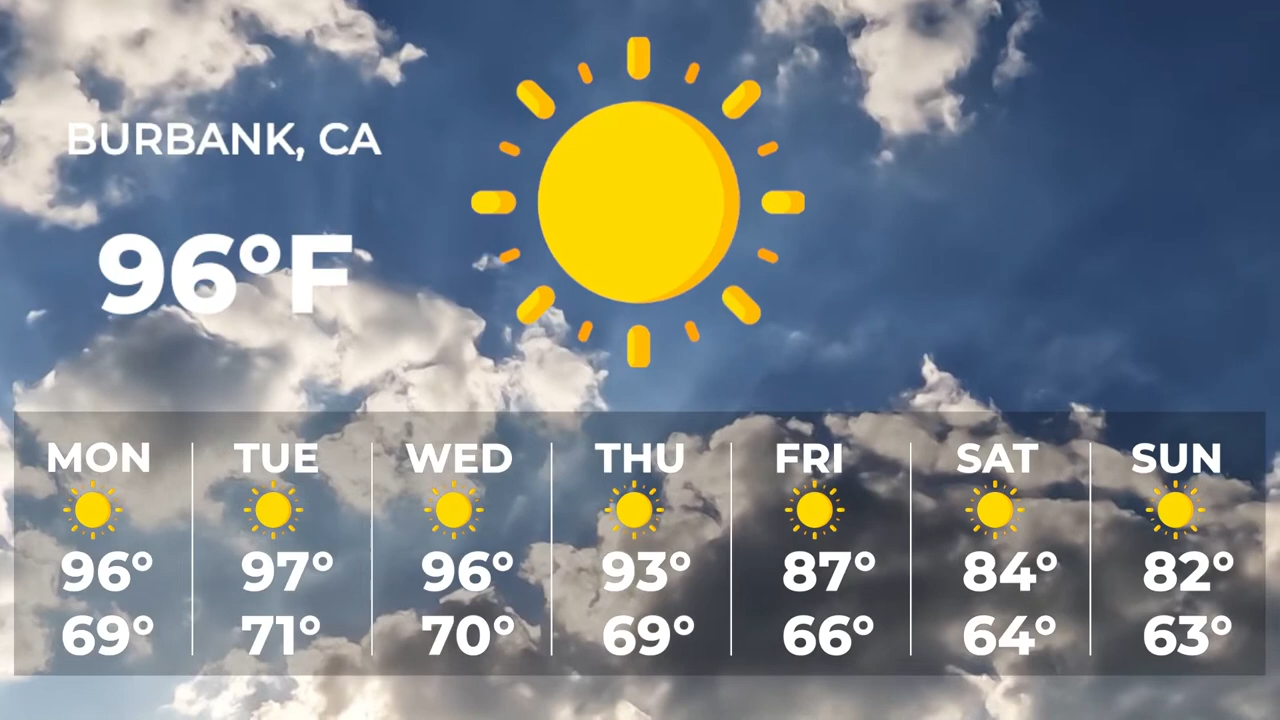 BURBANK, CA
96°F
MON TUE WED THU FRI SAT SUN
96° 97° 96° 93° 87° 84° 82°
69° 71° 70° 69° 66° 64° 63°